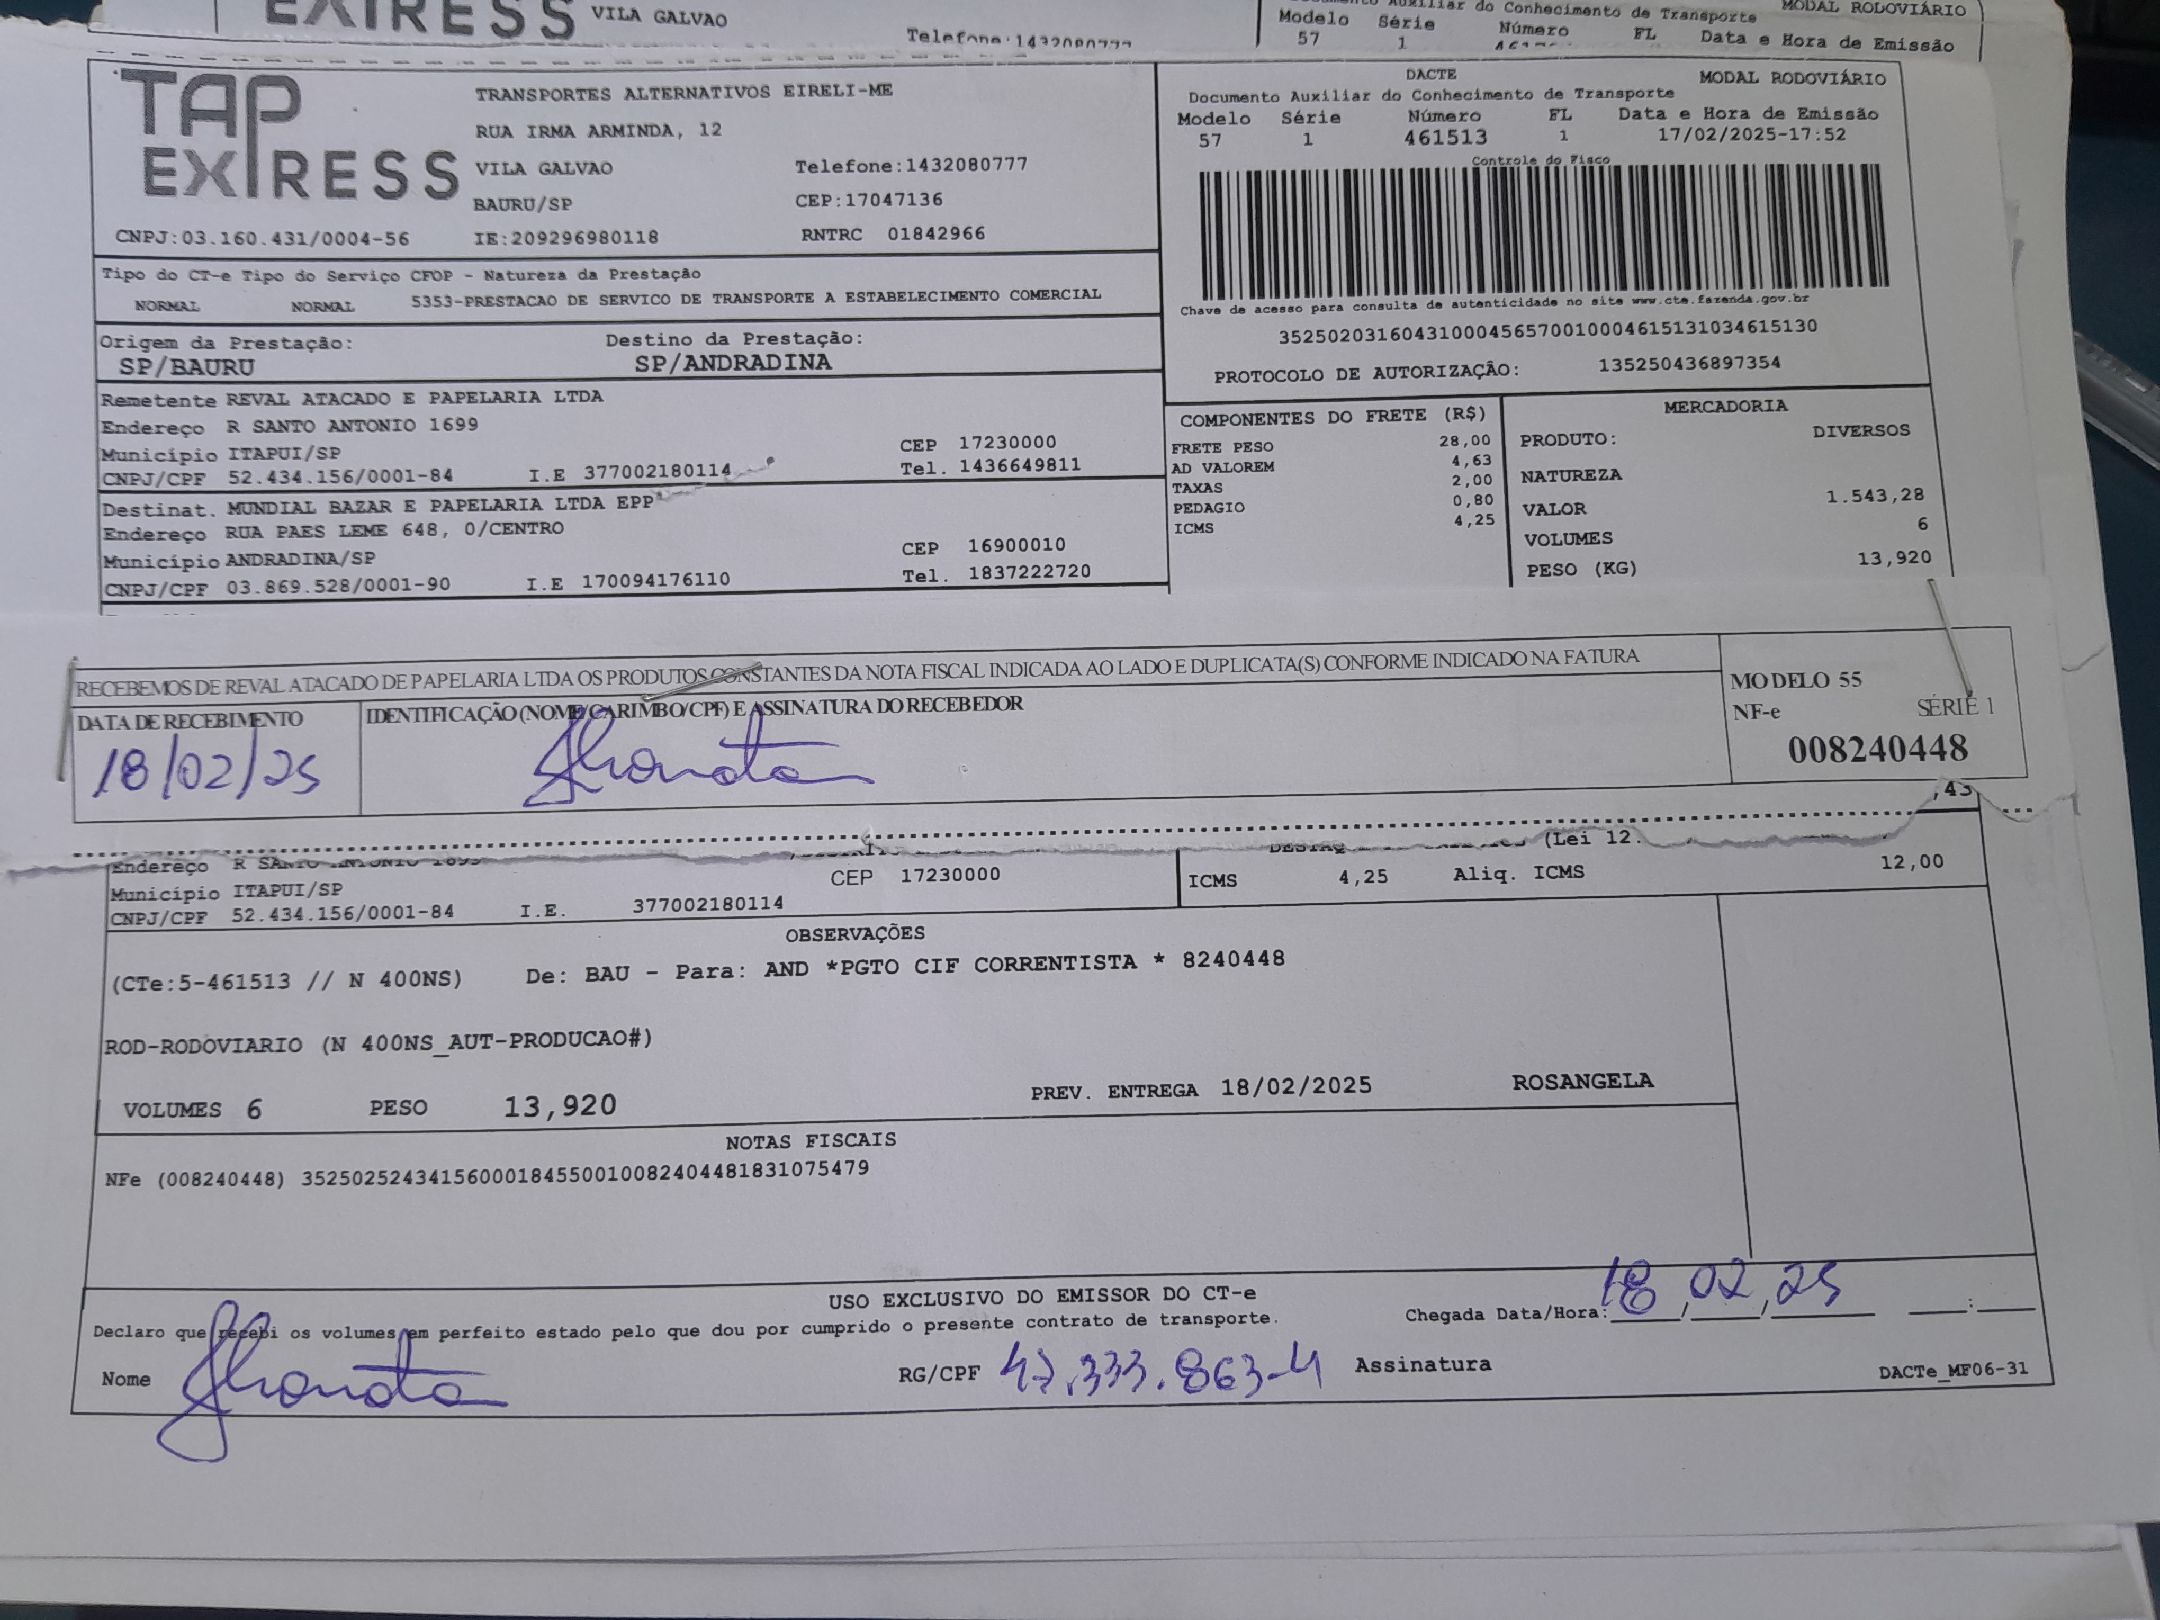 EXPRESS VILA GALVAO
Modelo Série Número FL Data e Hora de Emissão
57 1
MODAL RODOVIÁRIO
TAP EXPRESS
TRANSPORTES ALTERNATIVOS EIRELI-ME
RUA IRMA ARMINDA, 12
VILA GALVAO Telefone:1432080777
BAURU/SP CEP:17047136
CNPJ:03.160.431/0004-56 IE:209296980118 RNTRC 01842966
DACTE MODAL RODOVIÁRIO
Documento Auxiliar do Conhecimento de Transporte
Modelo Série Número FL Data e Hora de Emissão
57 1 461513 1 17/02/2025-17:52
Controle do Fisco
Chave de acesso para consulta de autenticidade no site www.cte.fazenda.gov.br
35250203160431000456570010004615131034615130
PROTOCOLO DE AUTORIZAÇÂO: 135250436897354
Tipo do CT-e Tipo do Serviço CFOP - Natureza da Prestação
NORMAL NORMAL 5353-PRESTACAO DE SERVICO DE TRANSPORTE A ESTABELECIMENTO COMERCIAL
Origem da Prestação: Destino da Prestação:
SP/BAURU SP/ANDRADINA
Remetente REVAL ATACADO E PAPELARIA LTDA
Endereço R SANTO ANTONIO 1699
Município ITAPUI/SP CEP 17230000
CNPJ/CPF 52.434.156/0001-84 I.E 377002180114 Tel. 1436649811
Destinat. MUNDIAL BAZAR E PAPELARIA LTDA EPP
Endereço RUA PAES LEME 648, 0/CENTRO
Município ANDRADINA/SP CEP 16900010
CNPJ/CPF 03.869.528/0001-90 I.E 170094176110 Tel. 1837222720
COMPONENTES DO FRETE (R$)
FRETE PESO 28,00
AD VALOREM 4,63
TAXAS 2,00
PEDAGIO 0,80
ICMS 4,25
MERCADORIA
PRODUTO: DIVERSOS
NATUREZA
VALOR 1.543,28
VOLUMES 6
PESO (KG) 13,920
RECEBEMOS DE REVAL ATACADO DE PAPELARIA LTDA OS PRODUTOS CONSTANTES DA NOTA FISCAL INDICADA AO LADO E DUPLICATA(S) CONFORME INDICADO NA FATURA
DATA DE RECEBIMENTO IDENTIFICAÇÃO (NOME/CARIMBO/CPF) E ASSINATURA DO RECEBEDOR
18/02/25
MODELO 55
NF-e SÉRIE 1
008240448
,43
(Lei 12.
Endereço R SANTO ANTONIO 1699
Município ITAPUI/SP CEP 17230000
CNPJ/CPF 52.434.156/0001-84 I.E. 377002180114
ICMS 4,25 Aliq. ICMS 12,00
OBSERVAÇÕES
(CTe:5-461513 // N 400NS) De: BAU - Para: AND *PGTO CIF CORRENTISTA * 8240448
ROD-RODOVIARIO (N 400NS_AUT-PRODUCAO#)
VOLUMES 6 PESO 13,920 PREV. ENTREGA 18/02/2025 ROSANGELA
NOTAS FISCAIS
NFe (008240448) 35250252434156000184550010082404481831075479
USO EXCLUSIVO DO EMISSOR DO CT-e
Declaro que recebi os volumes em perfeito estado pelo que dou por cumprido o presente contrato de transporte. Chegada Data/Hora: 18/02/25 :
Nome RG/CPF 47.333.863-4 Assinatura DACTe_MF06-31